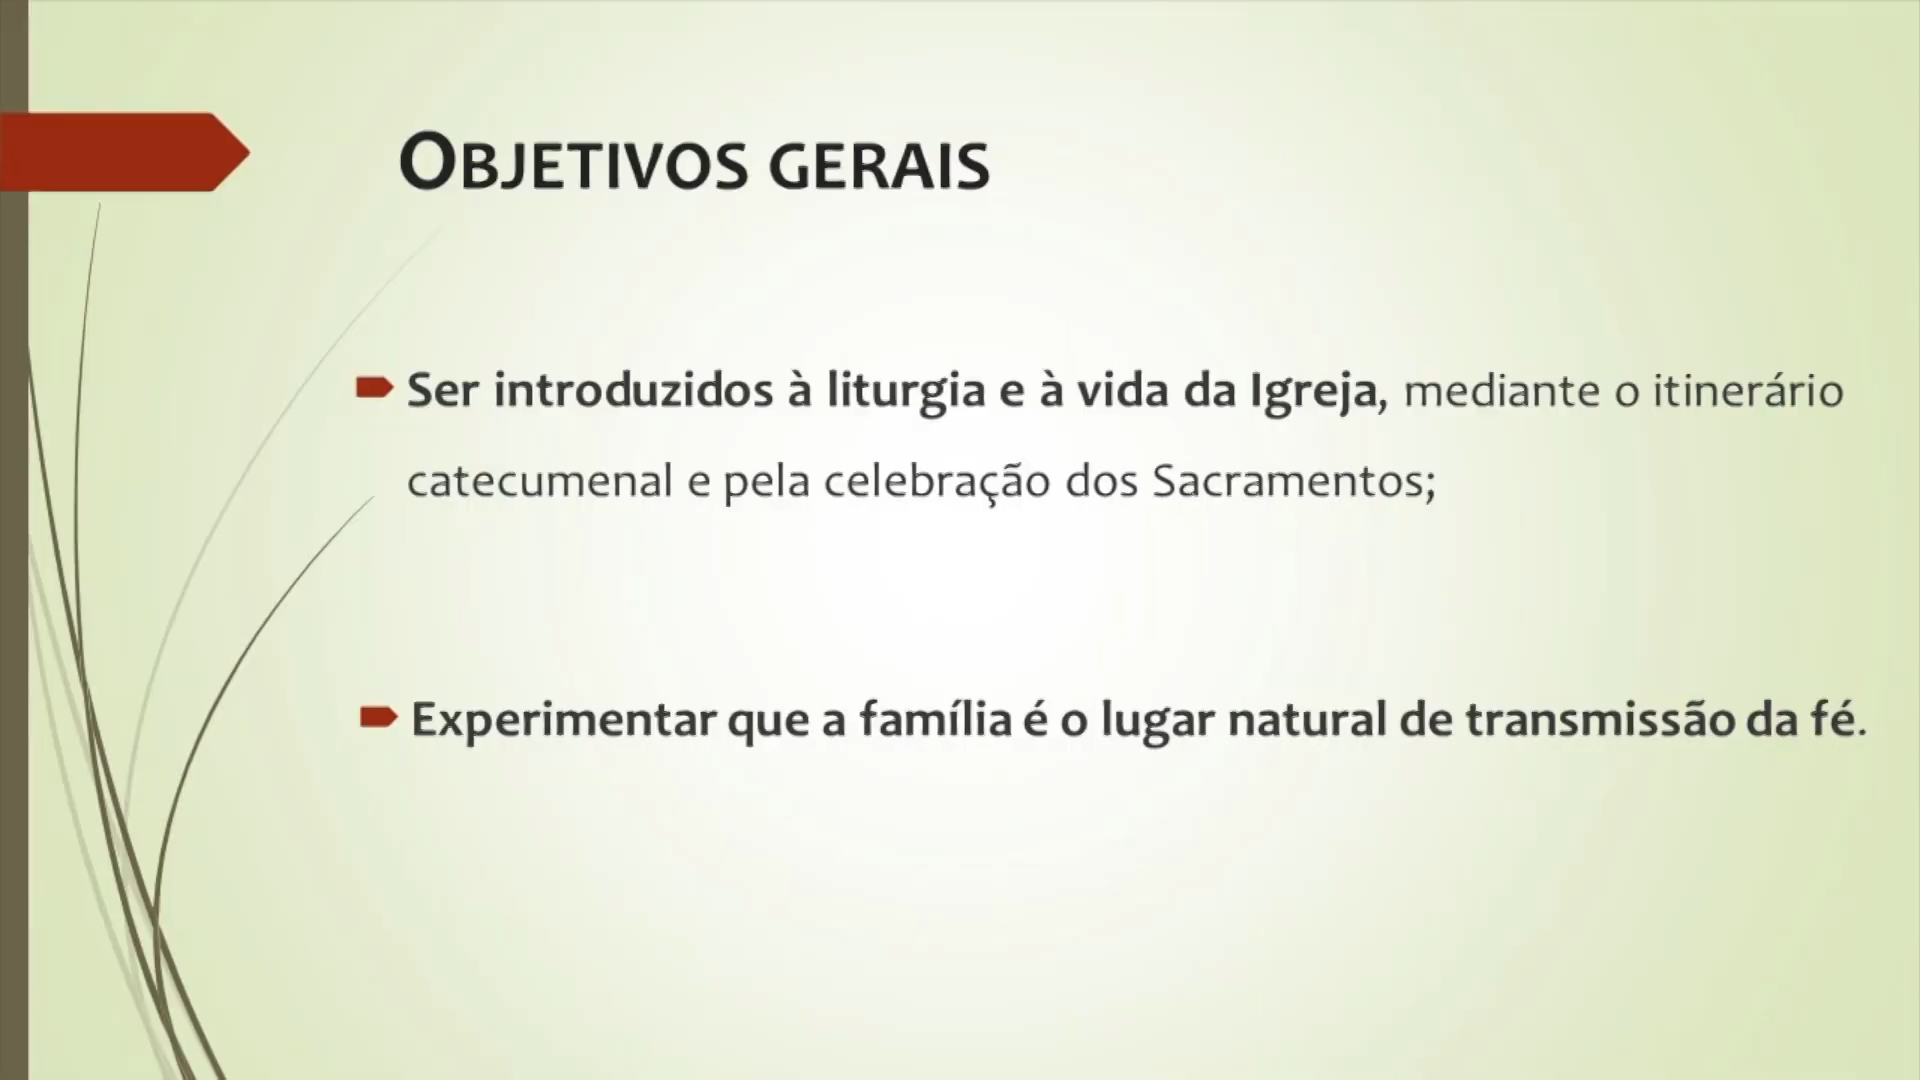 OBJETIVOS GERAIS
Ser introduzidos à liturgia e à vida da Igreja, mediante o itinerário
catecumenal e pela celebração dos Sacramentos;
Experimentar que a família é o lugar natural de transmissão da fé.